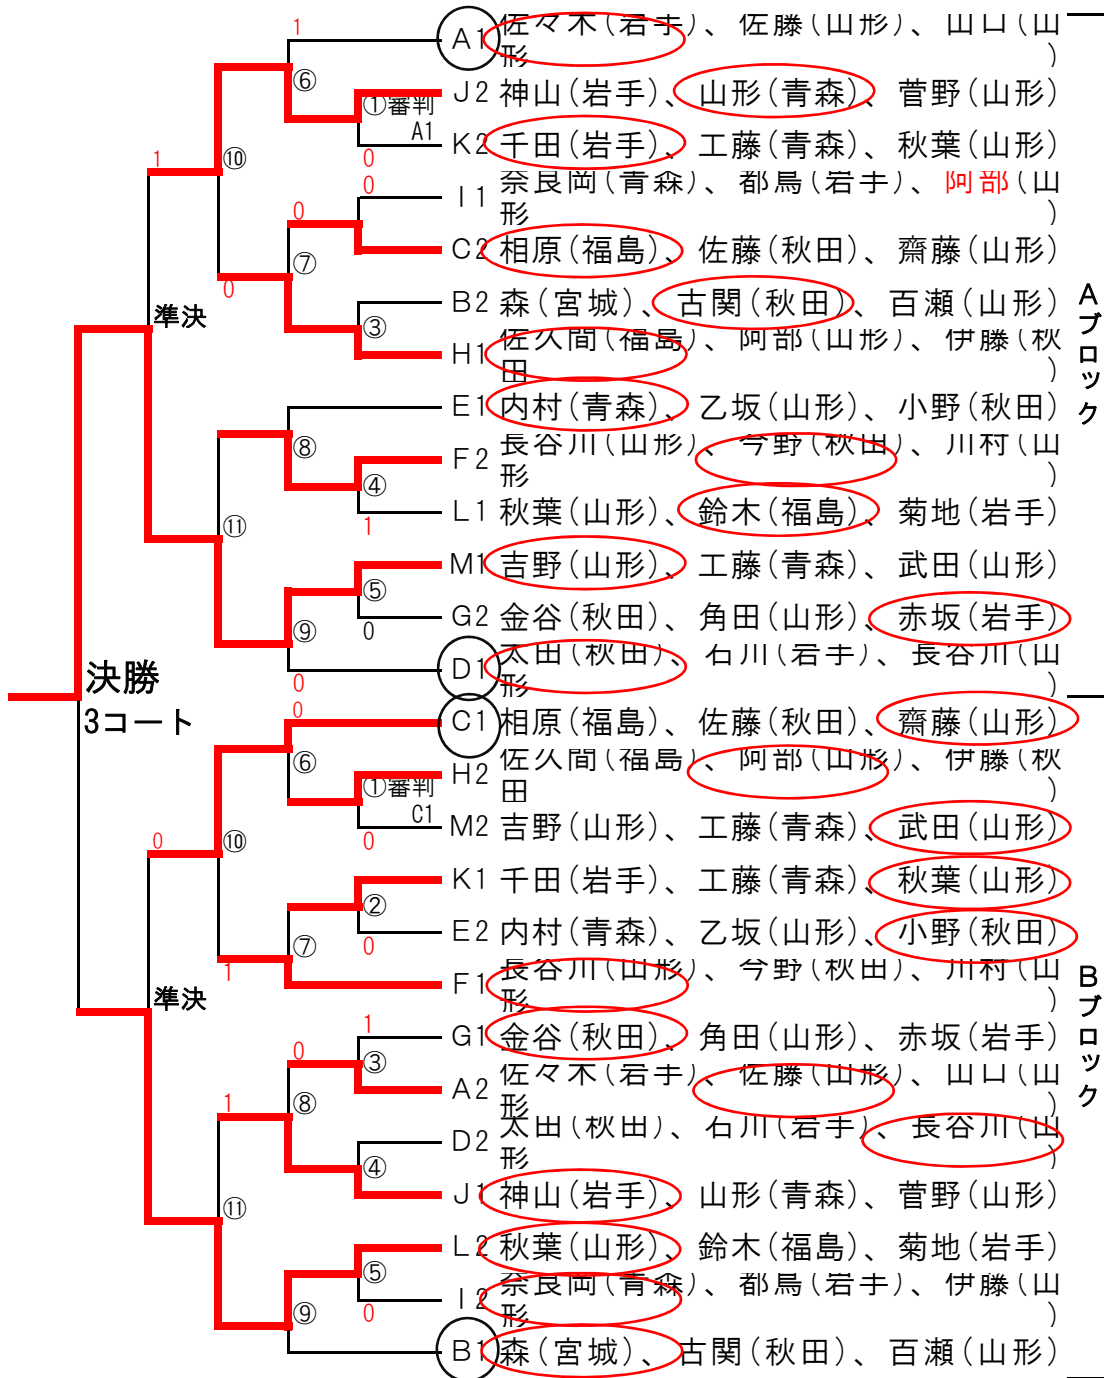 1
A1 佐々木(岩手)、佐藤(山形)、山口(山形)
⑥
J2 神山(岩手)、山形(青森)、菅野(山形)
①審判
A1
K2 千田(岩手)、工藤(青森)、秋葉(山形)
0
⑩
1
0
I1 奈良岡(青森)、都鳥(岩手)、阿部(山形)
0
C2 相原(福島)、佐藤(秋田)、齋藤(山形)
⑦
0
B2 森(宮城)、古関(秋田)、百瀬(山形)
Aブロック
準決
③
H1 佐久間(福島)、阿部(山形)、伊藤(秋田)
E1 内村(青森)、乙坂(山形)、小野(秋田)
⑧
F2 長谷川(山形)、今野(秋田)、川村(山形)
④
L1 秋葉(山形)、鈴木(福島)、菊地(岩手)
1
⑪
M1 吉野(山形)、工藤(青森)、武田(山形)
⑤
G2 金谷(秋田)、角田(山形)、赤坂(岩手)
0
⑨
D1 太田(秋田)、石川(岩手)、長谷川(山形)
0
決勝
3コート
0
C1 相原(福島)、佐藤(秋田)、齋藤(山形)
⑥
H2 佐久間(福島)、阿部(山形)、伊藤(秋田)
①審判
C1
M2 吉野(山形)、工藤(青森)、武田(山形)
0
0
⑩
K1 千田(岩手)、工藤(青森)、秋葉(山形)
②
E2 内村(青森)、乙坂(山形)、小野(秋田)
0
⑦
1
F1 長谷川(山形)、今野(秋田)、川村(山形)
Bブロック
準決
1
G1 金谷(秋田)、角田(山形)、赤坂(岩手)
0
③
A2 佐々木(岩手)、佐藤(山形)、山口(山形)
1
⑧
D2 太田(秋田)、石川(岩手)、長谷川(山形)
④
J1 神山(岩手)、山形(青森)、菅野(山形)
⑪
L2 秋葉(山形)、鈴木(福島)、菊地(岩手)
⑤
I2 奈良岡(青森)、都鳥(岩手)、伊藤(山形)
0
⑨
B1 森(宮城)、古関(秋田)、百瀬(山形)